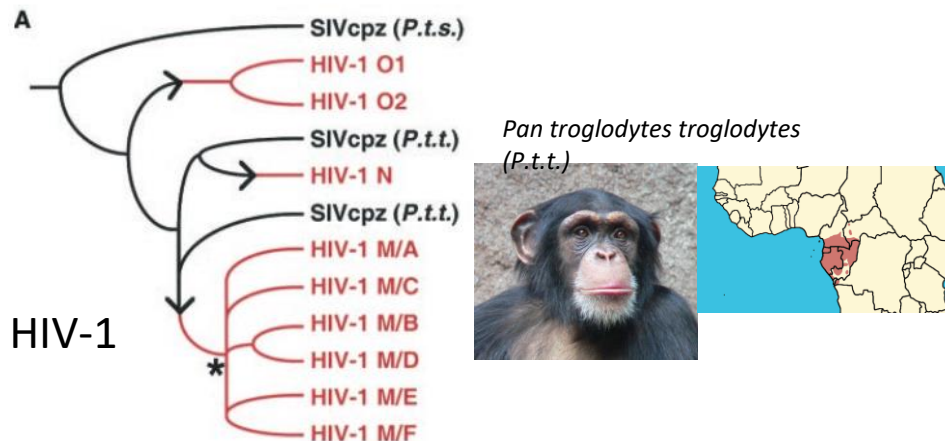 A
SIVcpz (P.t.s.)
HIV-1 O1
HIV-1 O2
SIVcpz (P.t.t.)
HIV-1 N
SIVcpz (P.t.t.)
HIV-1 M/A
HIV-1 M/C
HIV-1 M/B
HIV-1 M/D
HIV-1 M/E
HIV-1 M/F
*
HIV-1
Pan troglodytes troglodytes
(P.t.t.)